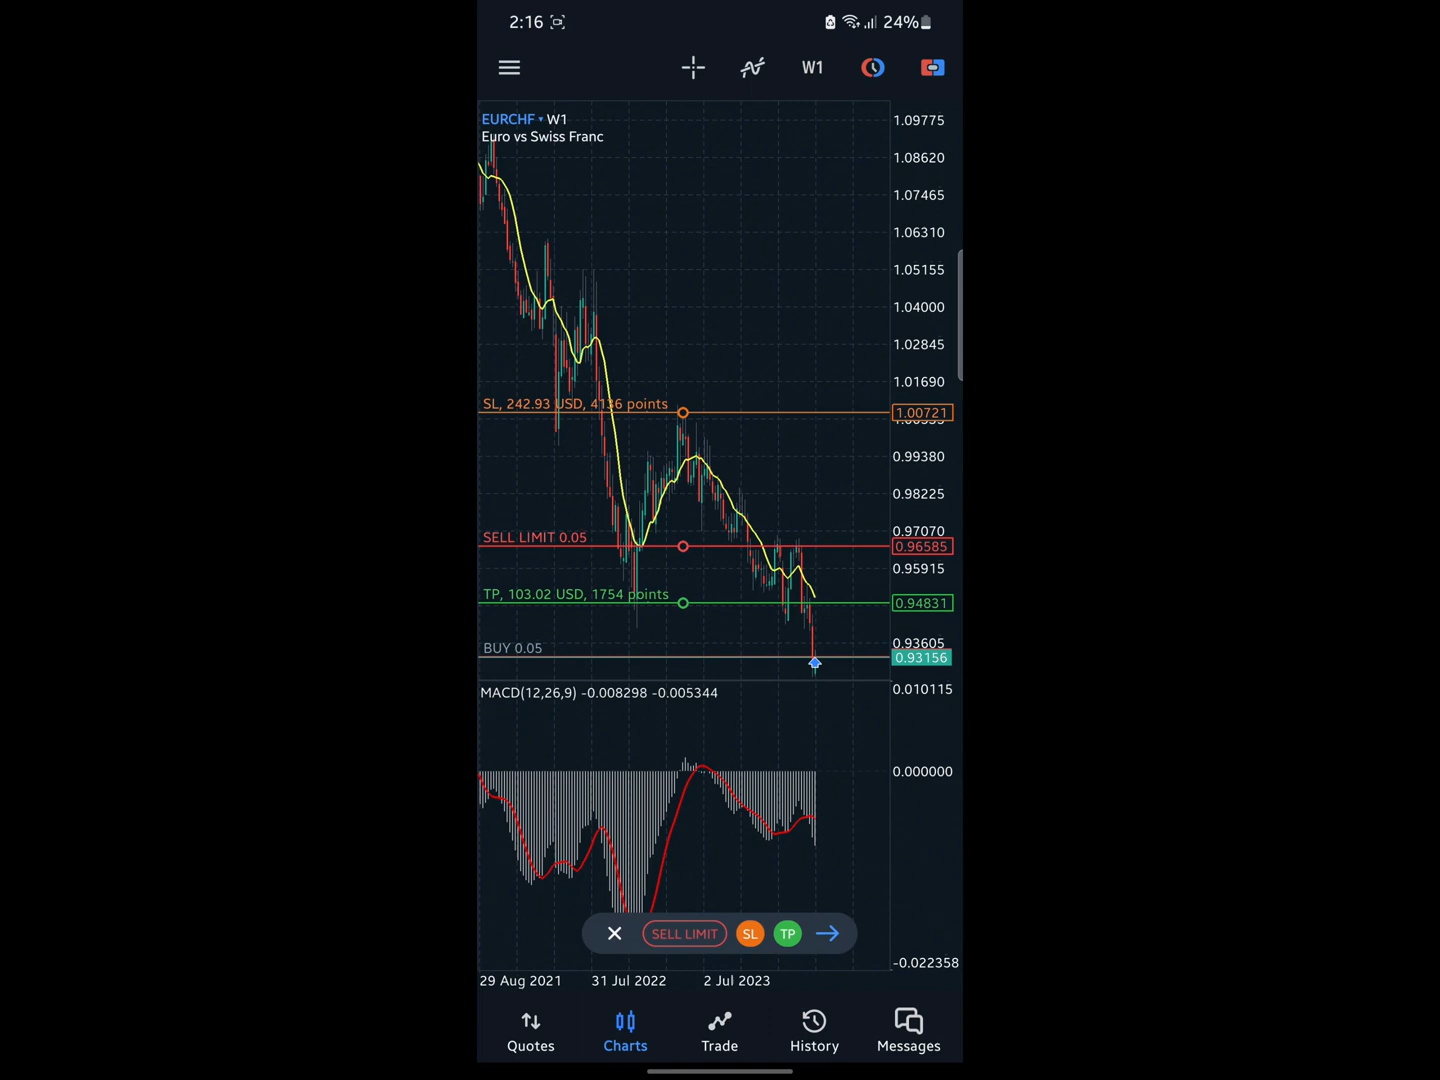 2:16 24%
W1
EURCHF W1
Euro vs Swiss Franc
1.09775
1.08620
1.07465
1.06310
1.05155
1.04000
1.02845
1.01690
SL, 242.93 USD, 4136 points
1.00721
0.99380
0.98225
0.97070
SELL LIMIT 0.05
0.96585
0.95915
TP, 103.02 USD, 1754 points
0.94831
0.93605
BUY 0.05
0.93156
MACD(12,26,9) -0.008298 -0.005344
0.010115
0.000000
SELL LIMIT SL TP
-0.022358
29 Aug 2021 31 Jul 2022 2 Jul 2023
Quotes Charts Trade History Messages